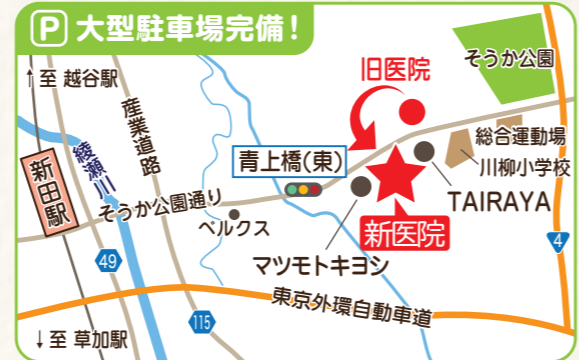 P 大型駐車場完備!
↑至 越谷駅
産業道路
綾瀬川
新田駅
そうか公園通り
ベルクス
49
115
↓至 草加駅
青上橋(東)
旧医院
新医院
マツモトキヨシ
TAIRAYA
そうか公園
総合運動場
川柳小学校
4
東京外環自動車道